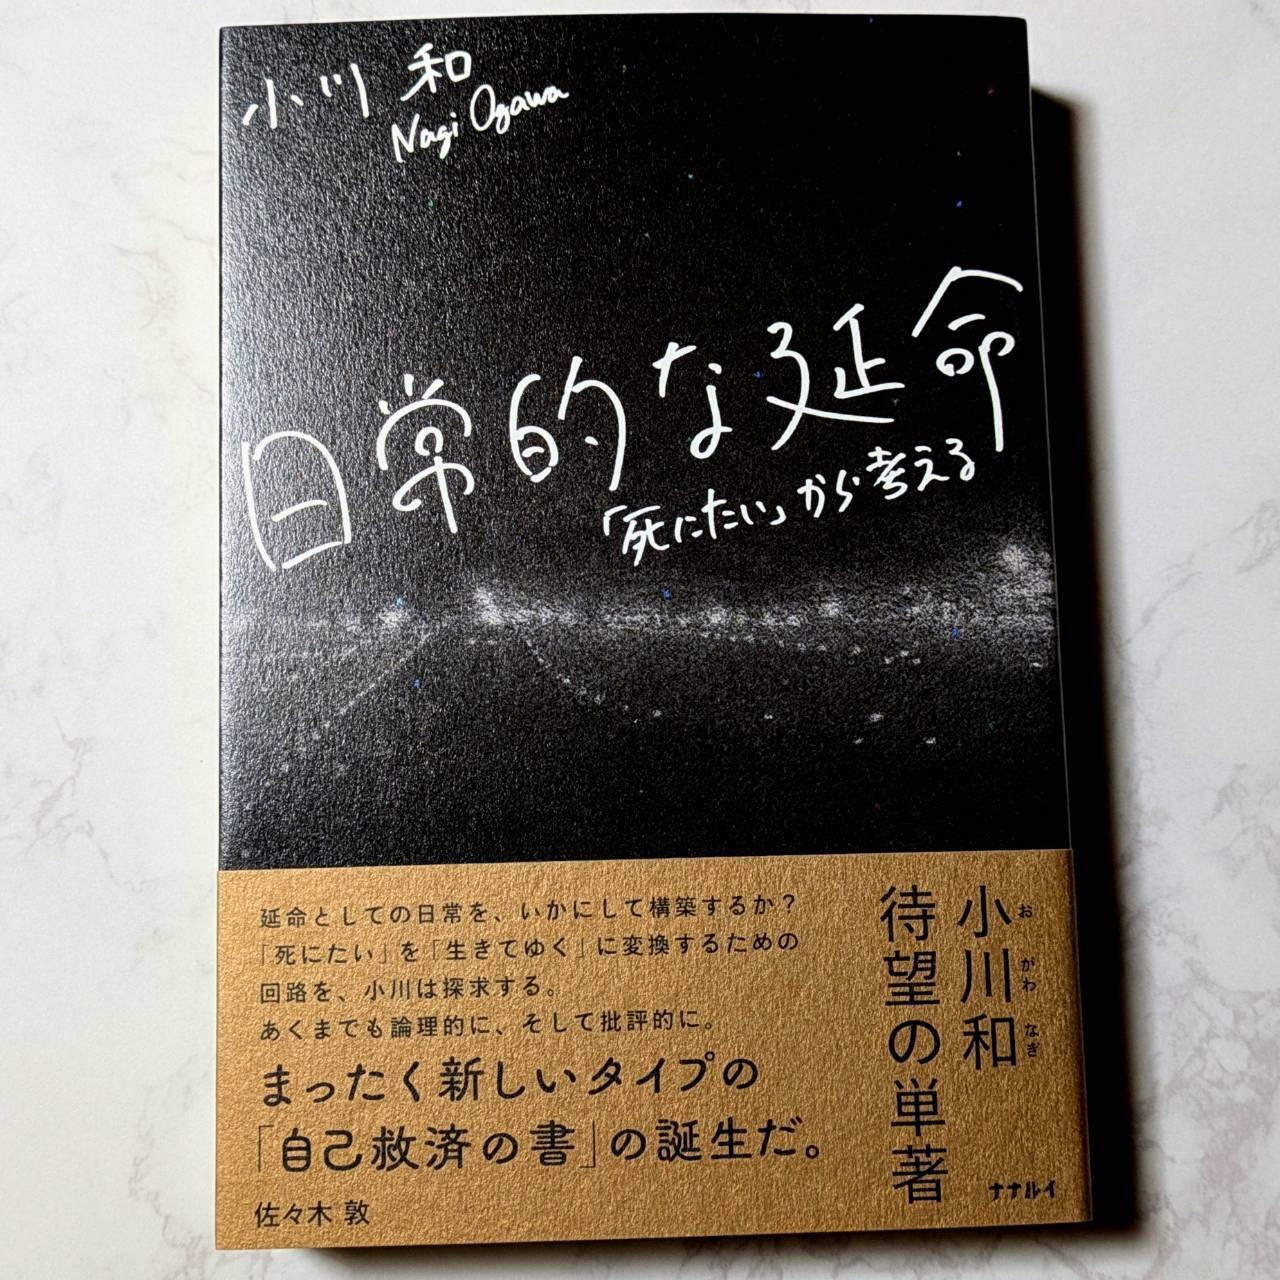 小川 和
Nagi Ogawa
日常的な延命
「死にたい」から考える
小川和
おがわなぎ
待望の単著
延命としての日常を、いかにして構築するか？
「死にたい」を「生きてゆく」に変換するための
回路を、小川は探求する。
あくまでも論理的に、そして批評的に。
まったく新しいタイプの
「自己救済の書」の誕生だ。
佐々木 敦
ナナルイ